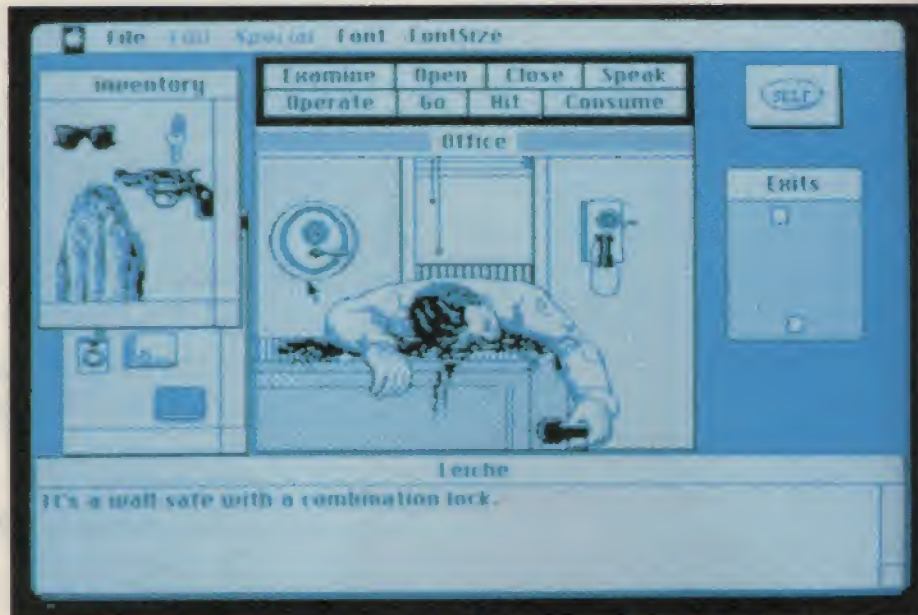 File Edit Special Font FontSize
inventory
Examine Open Close Speak
Operate Go Hit Consume
SELF
Office
Exits
Leiche
It's a wall safe with a combination lock.